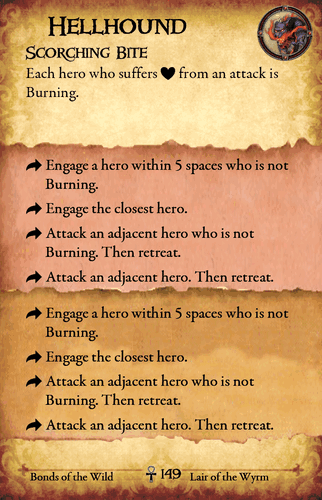 Hellhound
Scorching Bite
Each hero who suffers ♥ from an attack is
Burning.
Engage a hero within 5 spaces who is not
Burning.
Engage the closest hero.
Attack an adjacent hero who is not
Burning. Then retreat.
Attack an adjacent hero. Then retreat.
Engage a hero within 5 spaces who is not
Burning.
Engage the closest hero.
Attack an adjacent hero who is not
Burning. Then retreat.
Attack an adjacent hero. Then retreat.
Bonds of the Wild 149 Lair of the Wyrm